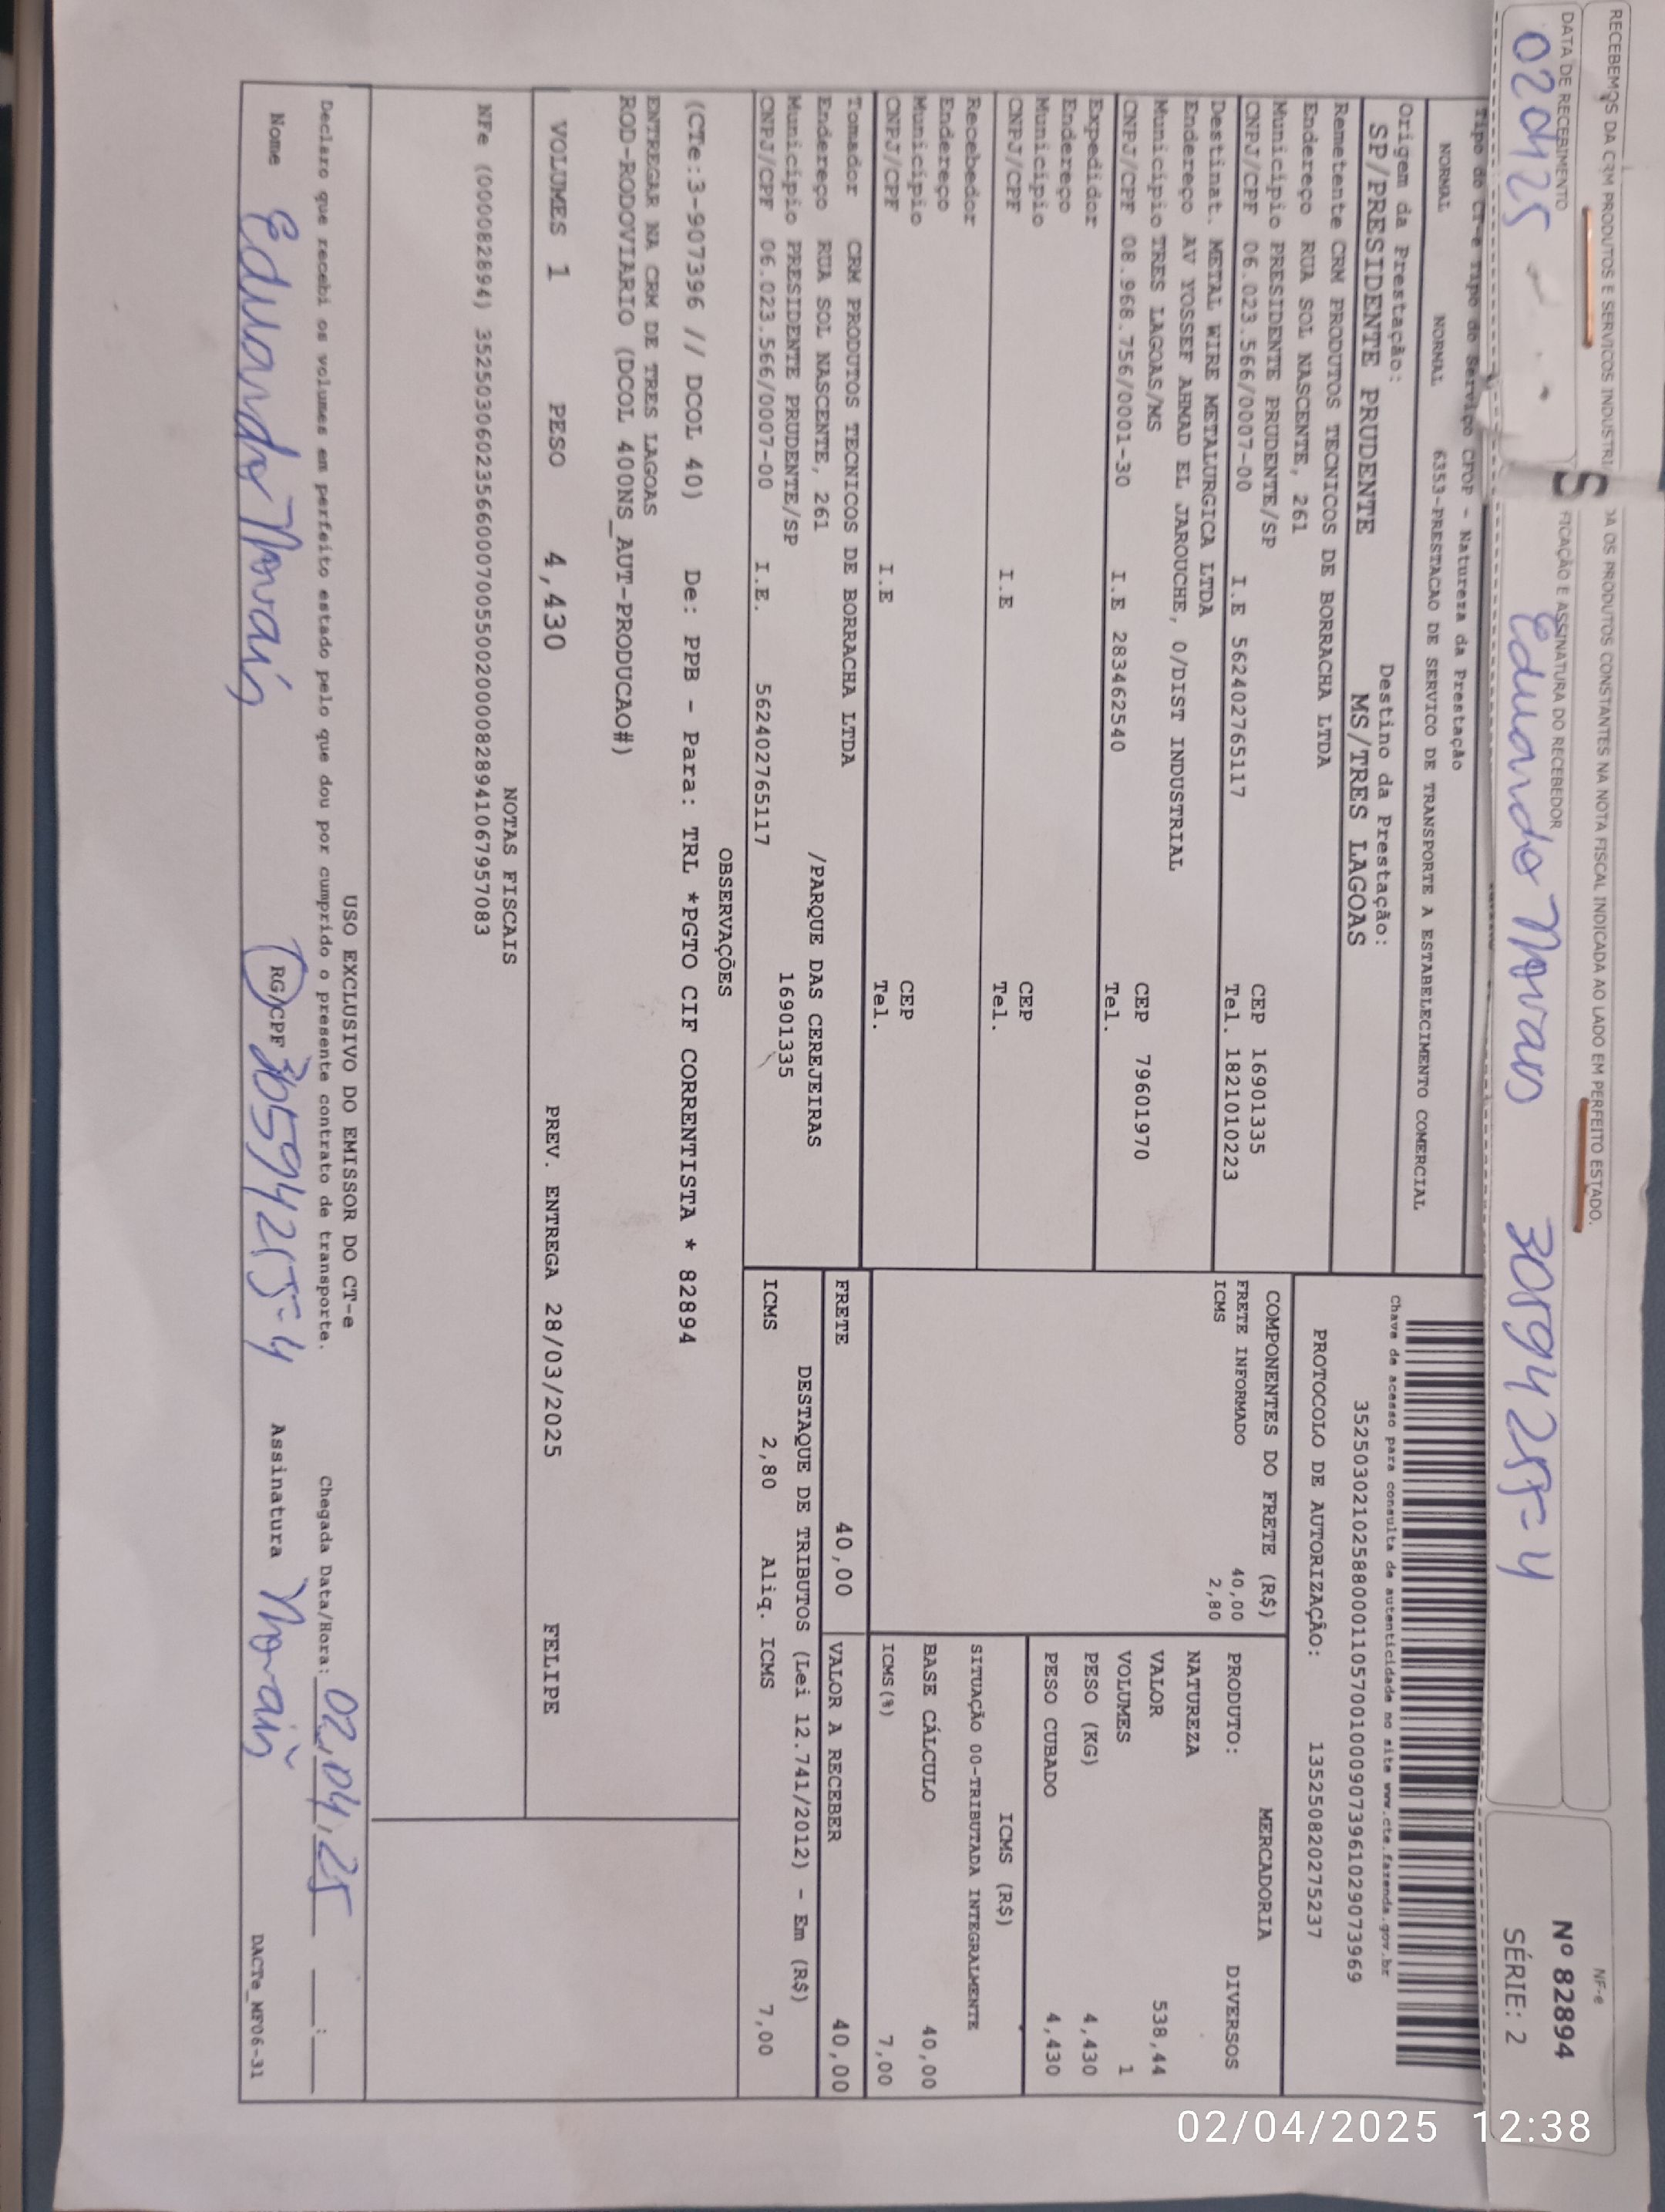 RECEBEMOS DA CRM PRODUTOS E SERVICOS INDUSTRI
OS PRODUTOS CONSTANTES NA NOTA FISCAL INDICADA AO LADO EM PERFEITO ESTADO.
NF-e
DATA DE RECEBIMENTO
FICAÇÃO E ASSINATURA DO RECEBEDOR
Nº 82894
SÉRIE: 2
Eduardo Novais
Tipo do CT-e Tipo do Serviço CFOP - Natureza da Prestação
NORMAL NORMAL 6353-PRESTACAO DE SERVICO DE TRANSPORTE A ESTABELECIMENTO COMERCIAL
Chave de acesso para consulta de autenticidade no site www.cte.fazenda.gov.br
Origem da Prestação: Destino da Prestação:
SP/PRESIDENTE PRUDENTE MS/TRES LAGOAS
35250302102588000110570010009073961029073969
PROTOCOLO DE AUTORIZAÇÃO: 135250820275237
Remetente CRM PRODUTOS TECNICOS DE BORRACHA LTDA
Endereço RUA SOL NASCENTE, 261
Município PRESIDENTE PRUDENTE/SP CEP 16901335
CNPJ/CPF 06.023.566/0007-00 I.E 562402765117 Tel. 1821010223
Destinat. METAL WIRE METALURGICA LTDA
Endereço AV YOSSEF AHMAD EL JAROUCHE, 0/DIST INDUSTRIAL
Município TRES LAGOAS/MS CEP 79601970
CNPJ/CPF 08.968.756/0001-30 I.E 283462540 Tel.
Expedidor
Endereço
Município CEP
CNPJ/CPF I.E Tel.
Recebedor
Endereço
Município CEP
CNPJ/CPF I.E Tel.
Tomador CRM PRODUTOS TECNICOS DE BORRACHA LTDA
Endereço RUA SOL NASCENTE, 261 /PARQUE DAS CEREJEIRAS
Município PRESIDENTE PRUDENTE/SP 16901335
CNPJ/CPF 06.023.566/0007-00 I.E. 562402765117
COMPONENTES DO FRETE (R$)
FRETE INFORMADO 40,00
ICMS 2,80
MERCADORIA
PRODUTO: DIVERSOS
NATUREZA
VALOR 538,44
VOLUMES 1
PESO (KG) 4,430
PESO CUBADO 4,430
ICMS (R$)
SITUAÇÃO 00-TRIBUTADA INTEGRALMENTE
BASE CÁLCULO 40,00
ICMS(%) 7,00
FRETE 40,00 VALOR A RECEBER 40,00
DESTAQUE DE TRIBUTOS (Lei 12.741/2012) - Em (R$)
ICMS 2,80 Aliq. ICMS 7,00
OBSERVAÇÕES
(CTe:3-907396 // DCOL 40) De: PPB - Para: TRL *PGTO CIF CORRENTISTA * 82894
ENTREGAR NA CRM DE TRES LAGOAS
ROD-RODOVIARIO (DCOL 400NS_AUT-PRODUCAO#)
VOLUMES 1 PESO 4,430 PREV. ENTREGA 28/03/2025 FELIPE
NOTAS FISCAIS
NFe (000082894) 35250306023566000700550020000828941067957083
USO EXCLUSIVO DO EMISSOR DO CT-e
Declaro que recebi os volumes em perfeito estado pelo que dou por cumprido o presente contrato de transporte. Chegada Data/Hora: 02,04,25 :
Nome Eduardo Novais RG/CPF Assinatura Novais
DACTe_MF06-31
02/04/2025 12:38